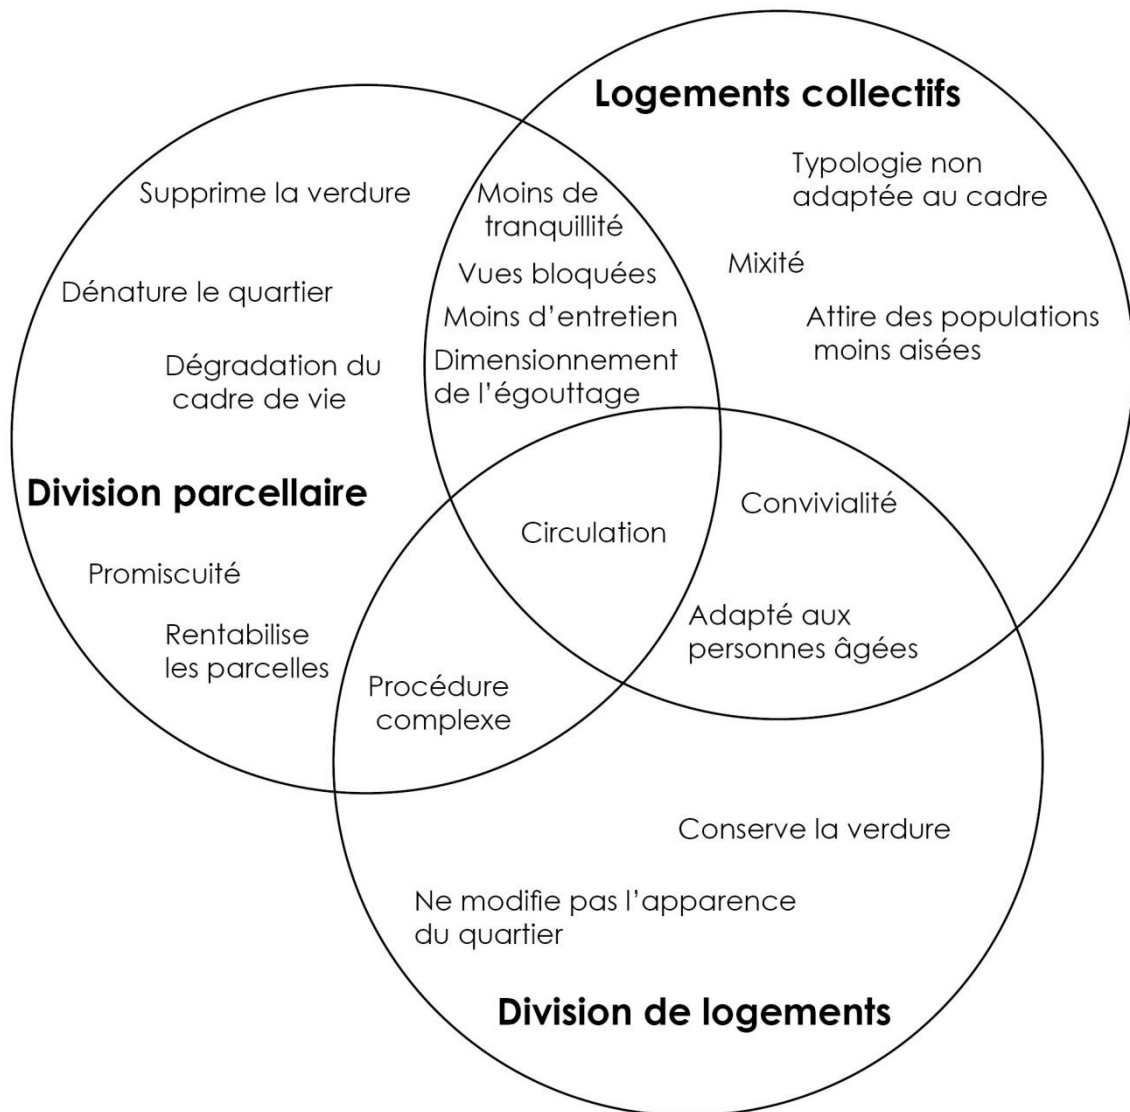 Logements collectifs
Typologie non
adaptée au cadre
Mixité
Attire des populations
moins aisées
Supprime la verdure
Dénature le quartier
Dégradation du
cadre de vie
Division parcellaire
Promiscuité
Rentabilise
les parcelles
Moins de
tranquillité
Vues bloquées
Moins d’entretien
Dimensionnement
de l’égouttage
Circulation
Convivialité
Adapté aux
personnes âgées
Procédure
complexe
Conserve la verdure
Ne modifie pas l’apparence
du quartier
Division de logements